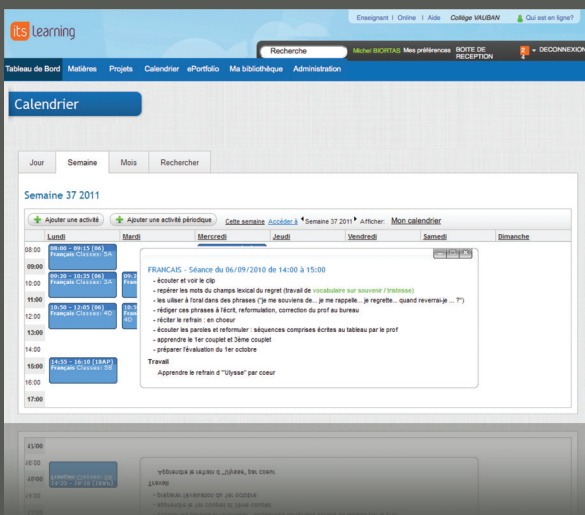 Enseignant I Online I Aide Collège VAUBAN Qui est en ligne?
its learning
Recherche Michel BIORTAS Mes préférences BOITE DE RECEPTION 2 4 DECONNEXION
Tableau de Bord Matières Projets Calendrier ePortfolio Ma bibliothèque Administration
Calendrier
Jour Semaine Mois Rechercher
Semaine 37 2011
Ajouter une activité Ajouter une activité périodique Cette semaine Accéder à Semaine 37 2011 Afficher: Mon calendrier
Lundi Mardi Mercredi Jeudi Vendredi Samedi Dimanche
08:00
08:00 - 09:15 (06)
Français Classes: 5A
09:00
09:20 - 10:35 (06)
Français Classes: 3A
10:00
11:00
10:50 - 12:05 (06)
Français Classes: 4D
12:00
13:00
14:00
14:55 - 16:10 (18AP)
Français Classes: 5B
15:00
16:00
17:00
FRANCAIS - Séance du 06/09/2010 de 14:00 à 15:00
- écouter et voir le clip
- repérer les mots du champs lexical du regret (travail de vocabulaire sur souvenir / tristesse)
- les uiliser à l'oral dans des phrases ("je me souviens de... je me rappelle... je regrette... quand reverrai-je ... ?")
- rédiger ces phrases à l'écrit, reformulation, correction du prof au bureau
- réciter le refrain : en choeur
- écouter les paroles et reformuler : séquences comprises écrites au tableau par le prof
- apprendre le 1er couplet et 3ème couplet
- préparer l'évaluation du 1er octobre
Travail
Apprendre le refrain d "'Ulysse" par coeur